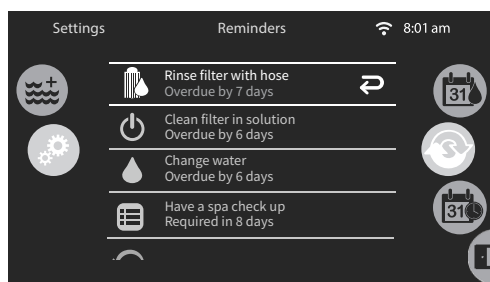 Settings
Reminders
8:01 am
Rinse filter with hose
Overdue by 7 days
Clean filter in solution
Overdue by 6 days
Change water
Overdue by 6 days
Have a spa check up
Required in 8 days
31
31